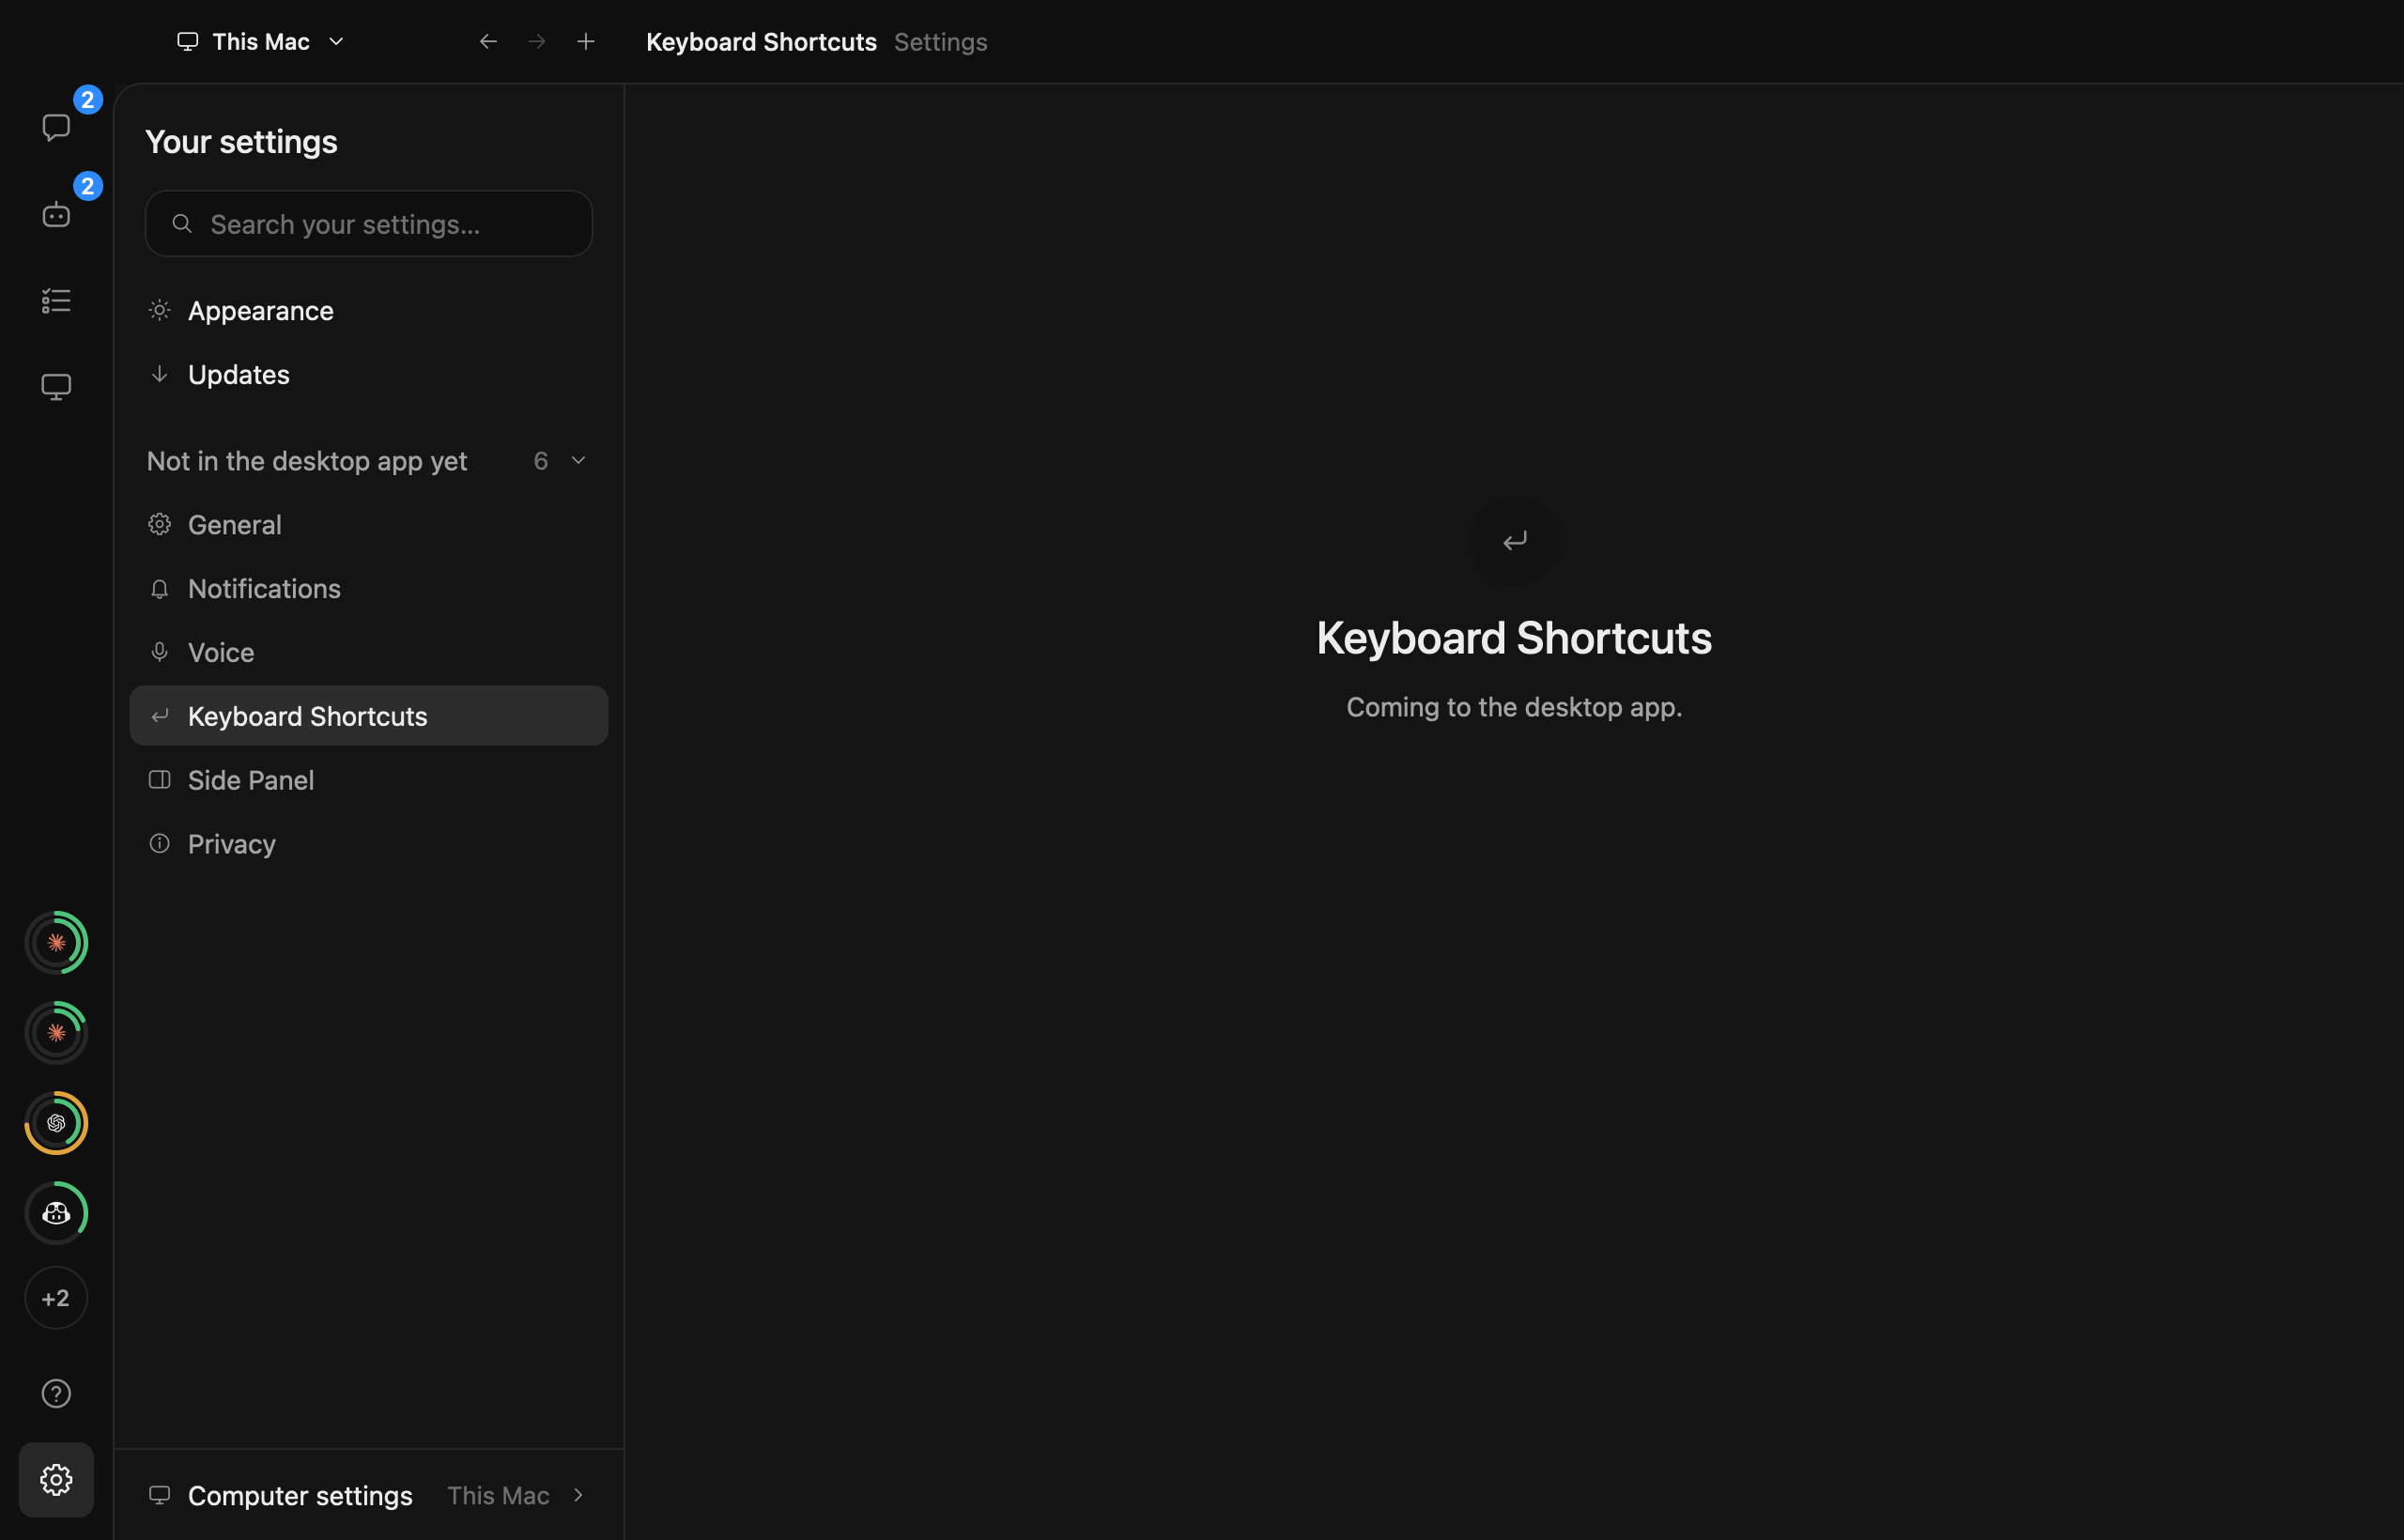 This Mac
Keyboard Shortcuts Settings
2
2
Your settings
Search your settings...
Appearance
Updates
Not in the desktop app yet 6
General
Notifications
Voice
Keyboard Shortcuts
Side Panel
Privacy
Keyboard Shortcuts
Coming to the desktop app.
+2
Computer settings This Mac